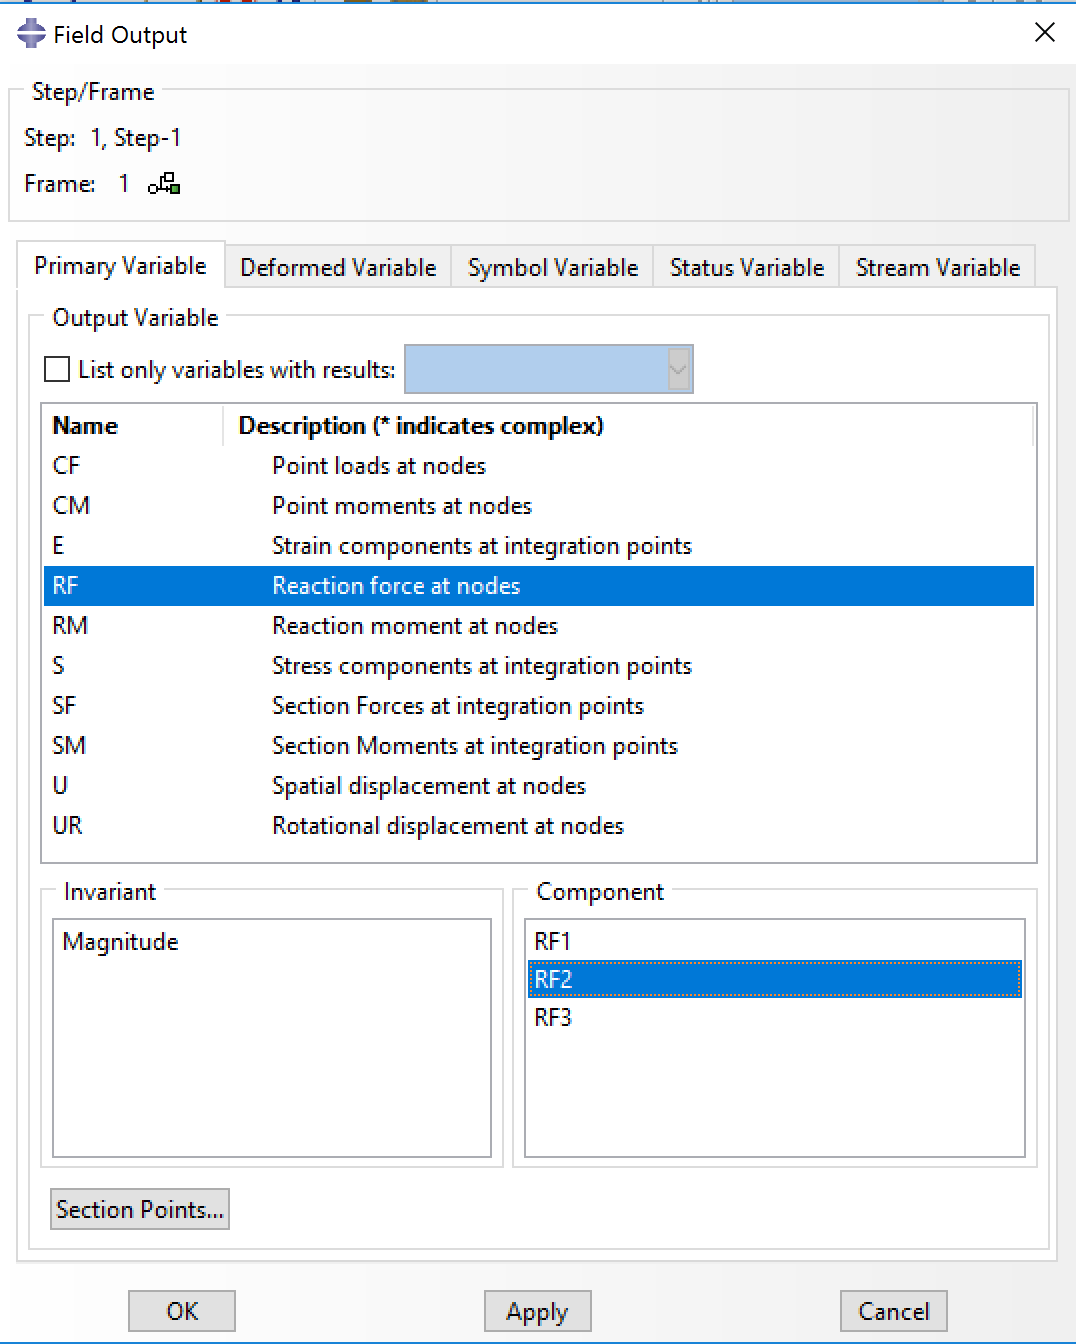 Field Output
Step/Frame
Step: 1, Step-1
Frame: 1
Primary Variable Deformed Variable Symbol Variable Status Variable Stream Variable
Output Variable
List only variables with results:
Name Description (* indicates complex)
CF Point loads at nodes
CM Point moments at nodes
E Strain components at integration points
RF Reaction force at nodes
RM Reaction moment at nodes
S Stress components at integration points
SF Section Forces at integration points
SM Section Moments at integration points
U Spatial displacement at nodes
UR Rotational displacement at nodes
Invariant Component
Magnitude RF1
RF2
RF3
Section Points...
OK Apply Cancel